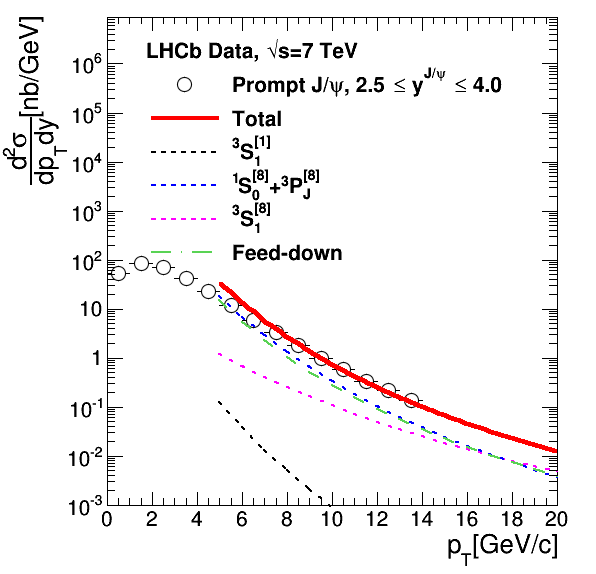 d²σ/dp_T dy [nb/GeV]
LHCb Data, √s=7 TeV
Prompt J/ψ, 2.5 ≤ y^{J/ψ} ≤ 4.0
Total
³S₁^{[1]}
¹S₀^{[8]}+³P_J^{[8]}
³S₁^{[8]}
Feed-down
10⁶
10⁵
10⁴
10³
10²
10
1
10⁻¹
10⁻²
10⁻³
0 2 4 6 8 10 12 14 16 18 20
p_T[GeV/c]